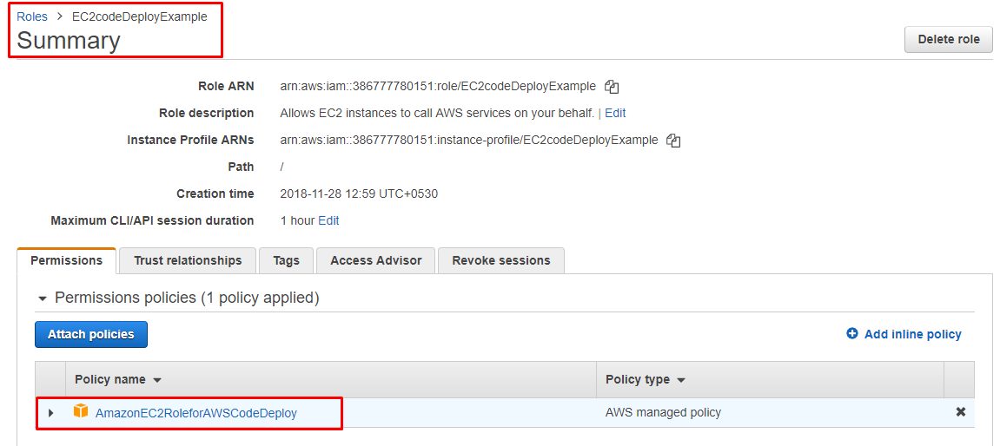 Roles > EC2codeDeployExample
Summary
Delete role
Role ARN arn:aws:iam::386777780151:role/EC2codeDeployExample
Role description Allows EC2 instances to call AWS services on your behalf. | Edit
Instance Profile ARNs arn:aws:iam::386777780151:instance-profile/EC2codeDeployExample
Path /
Creation time 2018-11-28 12:59 UTC+0530
Maximum CLI/API session duration 1 hour Edit
Permissions Trust relationships Tags Access Advisor Revoke sessions
Permissions policies (1 policy applied)
Attach policies Add inline policy
Policy name Policy type
AmazonEC2RoleforAWSCodeDeploy AWS managed policy